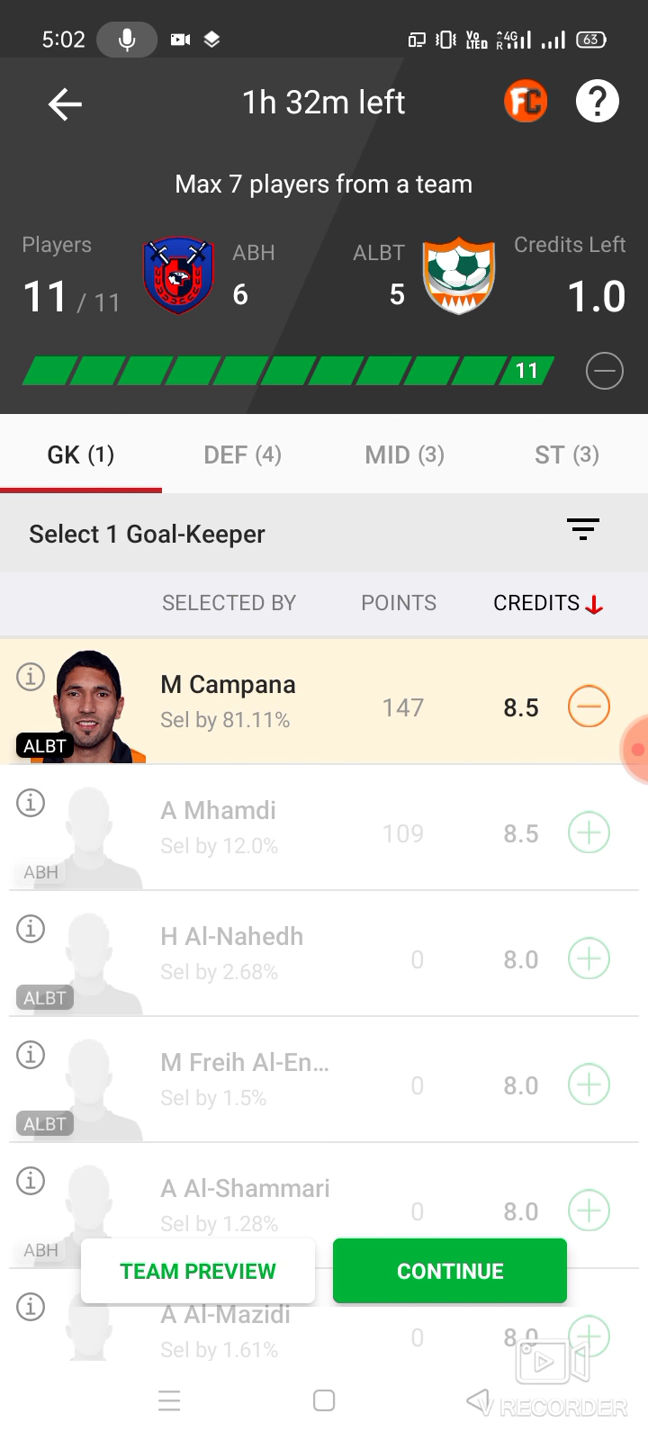 5:02
Vo LTED
4G
R
63
1h 32m left
FC
?
Max 7 players from a team
Players
ABH
ALBT
Credits Left
11 / 11
6
5
1.0
11
GK (1)
DEF (4)
MID (3)
ST (3)
Select 1 Goal-Keeper
SELECTED BY
POINTS
CREDITS
M Campana
Sel by 81.11%
147
8.5
ALBT
A Mhamdi
Sel by 12.0%
109
8.5
ABH
H Al-Nahedh
Sel by 2.68%
0
8.0
ALBT
M Freih Al-En...
Sel by 1.5%
0
8.0
ALBT
A Al-Shammari
Sel by 1.28%
0
8.0
ABH
TEAM PREVIEW
CONTINUE
A Al-Mazidi
Sel by 1.61%
0
8.0
V RECORDER